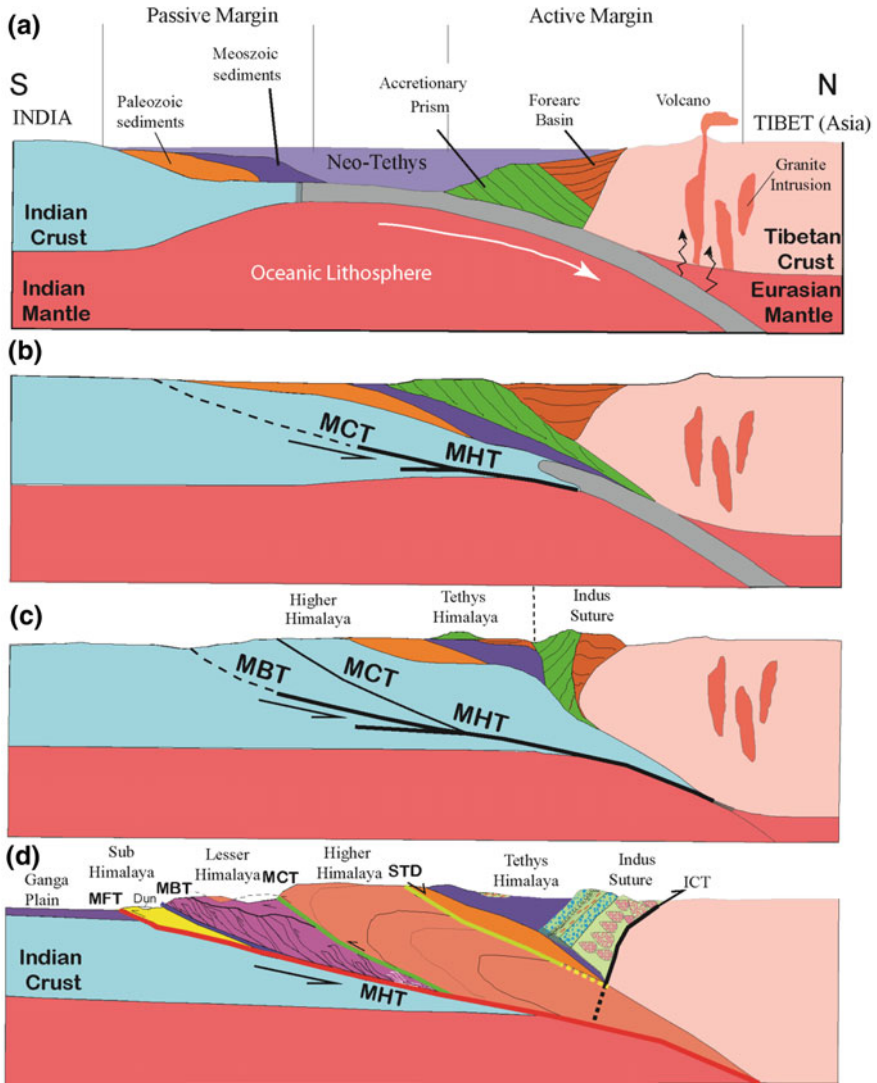 (a)
Passive Margin
Active Margin
S
N
INDIA
TIBET (Asia)
Paleozoic
sediments
Meoszoic
sediments
Accretionary
Prism
Forearc
Basin
Volcano
Neo-Tethys
Granite
Intrusion
Indian
Crust
Tibetan
Crust
Oceanic Lithosphere
Indian
Mantle
Eurasian
Mantle
(b)
MCT
MHT
(c)
Higher
Himalaya
Tethys
Himalaya
Indus
Suture
MBT
MCT
MHT
(d)
Ganga
Plain
Sub
Himalaya
MFT
Dun
MBT
Lesser
Himalaya
MCT
Higher
Himalaya
STD
Tethys
Himalaya
Indus
Suture
ICT
Indian
Crust
MHT